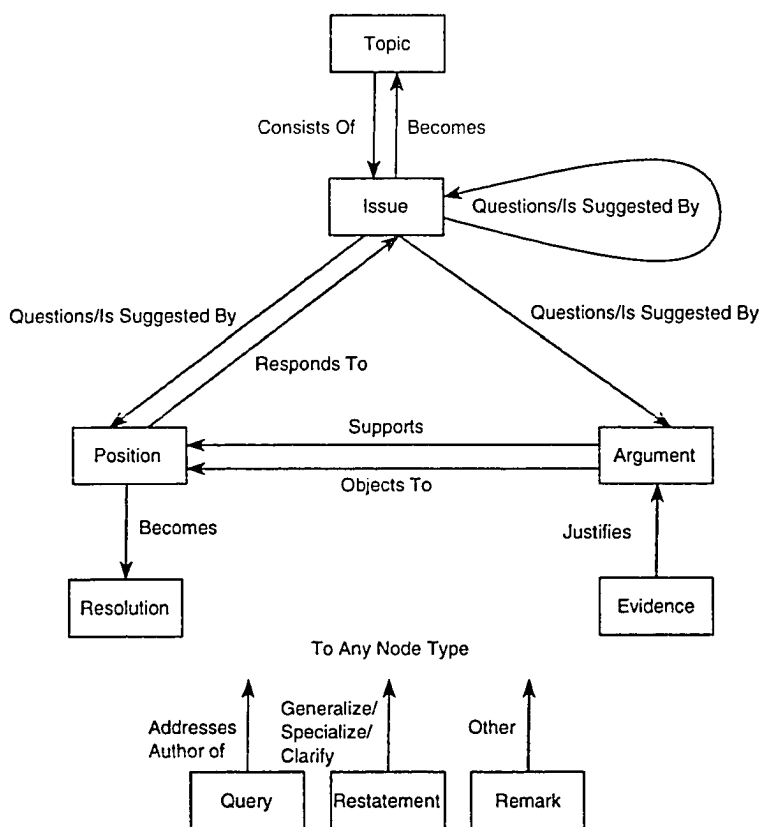 Topic
Consists Of
Becomes
Issue
Questions/Is Suggested By
Questions/Is Suggested By
Questions/Is Suggested By
Responds To
Supports
Position
Argument
Objects To
Becomes
Justifies
Resolution
Evidence
To Any Node Type
Addresses
Author of
Generalize/
Specialize/
Clarify
Other
Query
Restatement
Remark